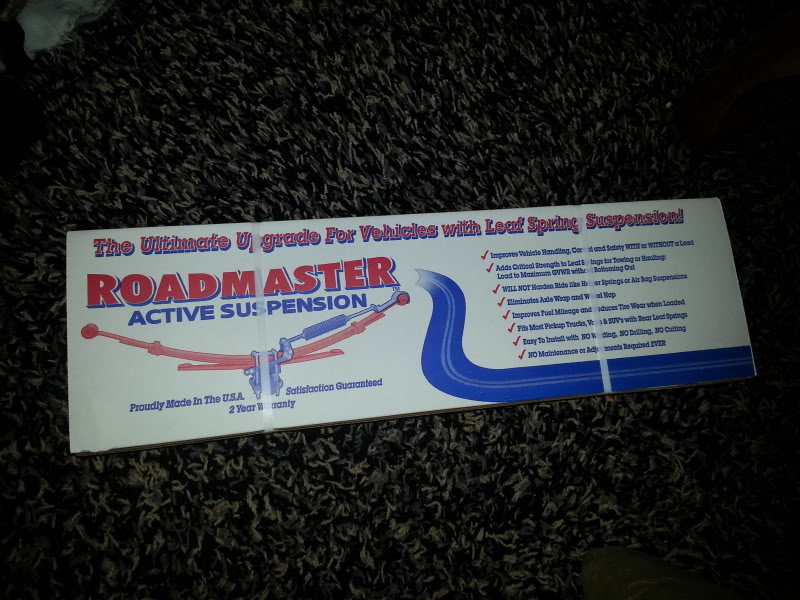 The Ultimate Upgrade For Vehicles with Leaf Spring Suspension!
ROADMASTER
ACTIVE SUSPENSION
TM
Proudly Made In The U.S.A. Satisfaction Guaranteed
2 Year Warranty
Improves Vehicle Handling, Control and Safety WITH or WITHOUT a Load
Adds Critical Strength to Leaf Springs for Towing or Hauling:
Load to Maximum GVWR without Bottoming Out
WILL NOT Harden Ride like Helper Springs or Air Bag Suspensions
Eliminates Axle Wrap and Wheel Hop
Improves Fuel Mileage and Reduces Tire Wear when Loaded
Fits Most Pickup Trucks, Vans & SUV's with Rear Leaf Springs
Easy To Install with NO Welding, NO Drilling, NO Cutting
NO Maintenance or Adjustments Required EVER